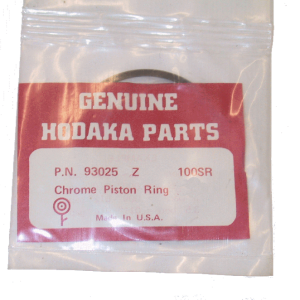 GENUINE
HODAKA PARTS
P.N. 93025 Z 100SR
Chrome Piston Ring
Made In U.S.A.